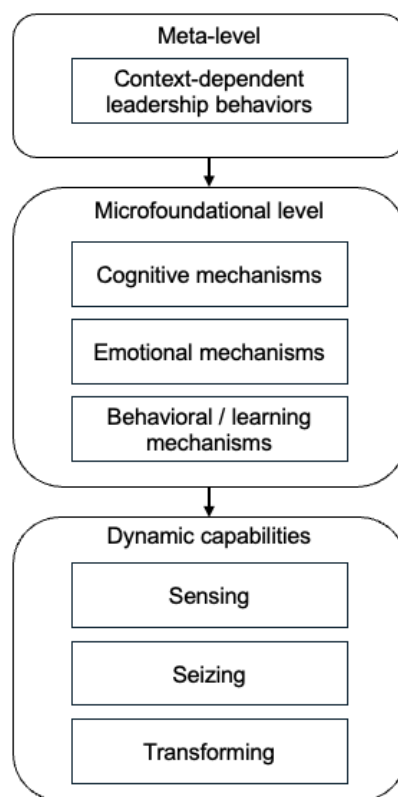 Meta-level
Context-dependent
leadership behaviors
Microfoundational level
Cognitive mechanisms
Emotional mechanisms
Behavioral / learning
mechanisms
Dynamic capabilities
Sensing
Seizing
Transforming